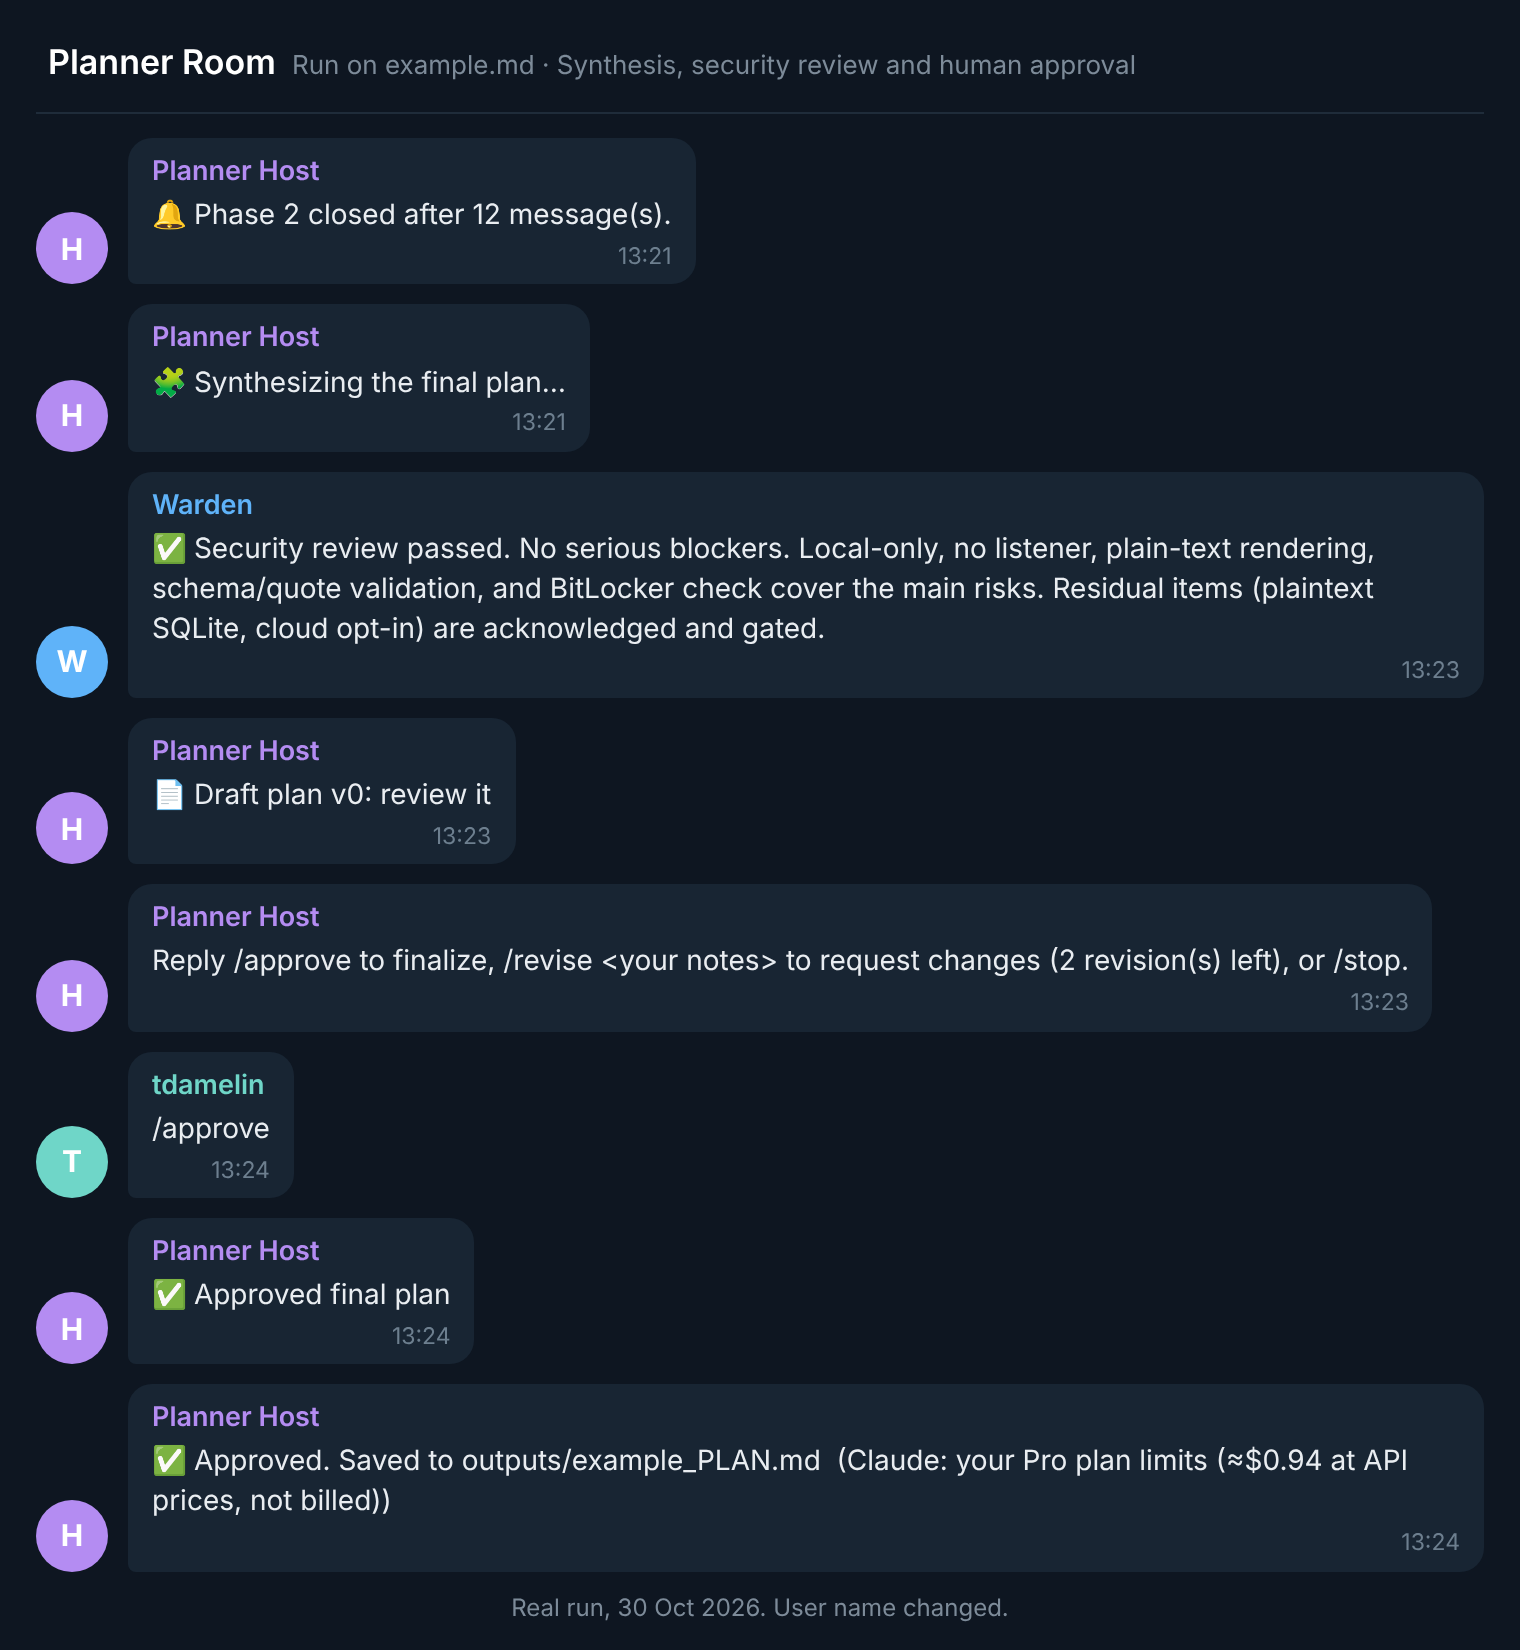 Planner Room Run on example.md · Synthesis, security review and human approval
Planner Host
🔔 Phase 2 closed after 12 message(s).
13:21
H
Planner Host
🧩 Synthesizing the final plan...
13:21
H
Warden
✅ Security review passed. No serious blockers. Local-only, no listener, plain-text rendering,
schema/quote validation, and BitLocker check cover the main risks. Residual items (plaintext
SQLite, cloud opt-in) are acknowledged and gated.
13:23
W
Planner Host
📄 Draft plan v0: review it
13:23
H
Planner Host
Reply /approve to finalize, /revise <your notes> to request changes (2 revision(s) left), or /stop.
13:23
H
tdamelin
/approve
13:24
T
Planner Host
✅ Approved final plan
13:24
H
Planner Host
✅ Approved. Saved to outputs/example_PLAN.md  (Claude: your Pro plan limits (≈$0.94 at API
prices, not billed))
13:24
H
Real run, 30 Oct 2026. User name changed.